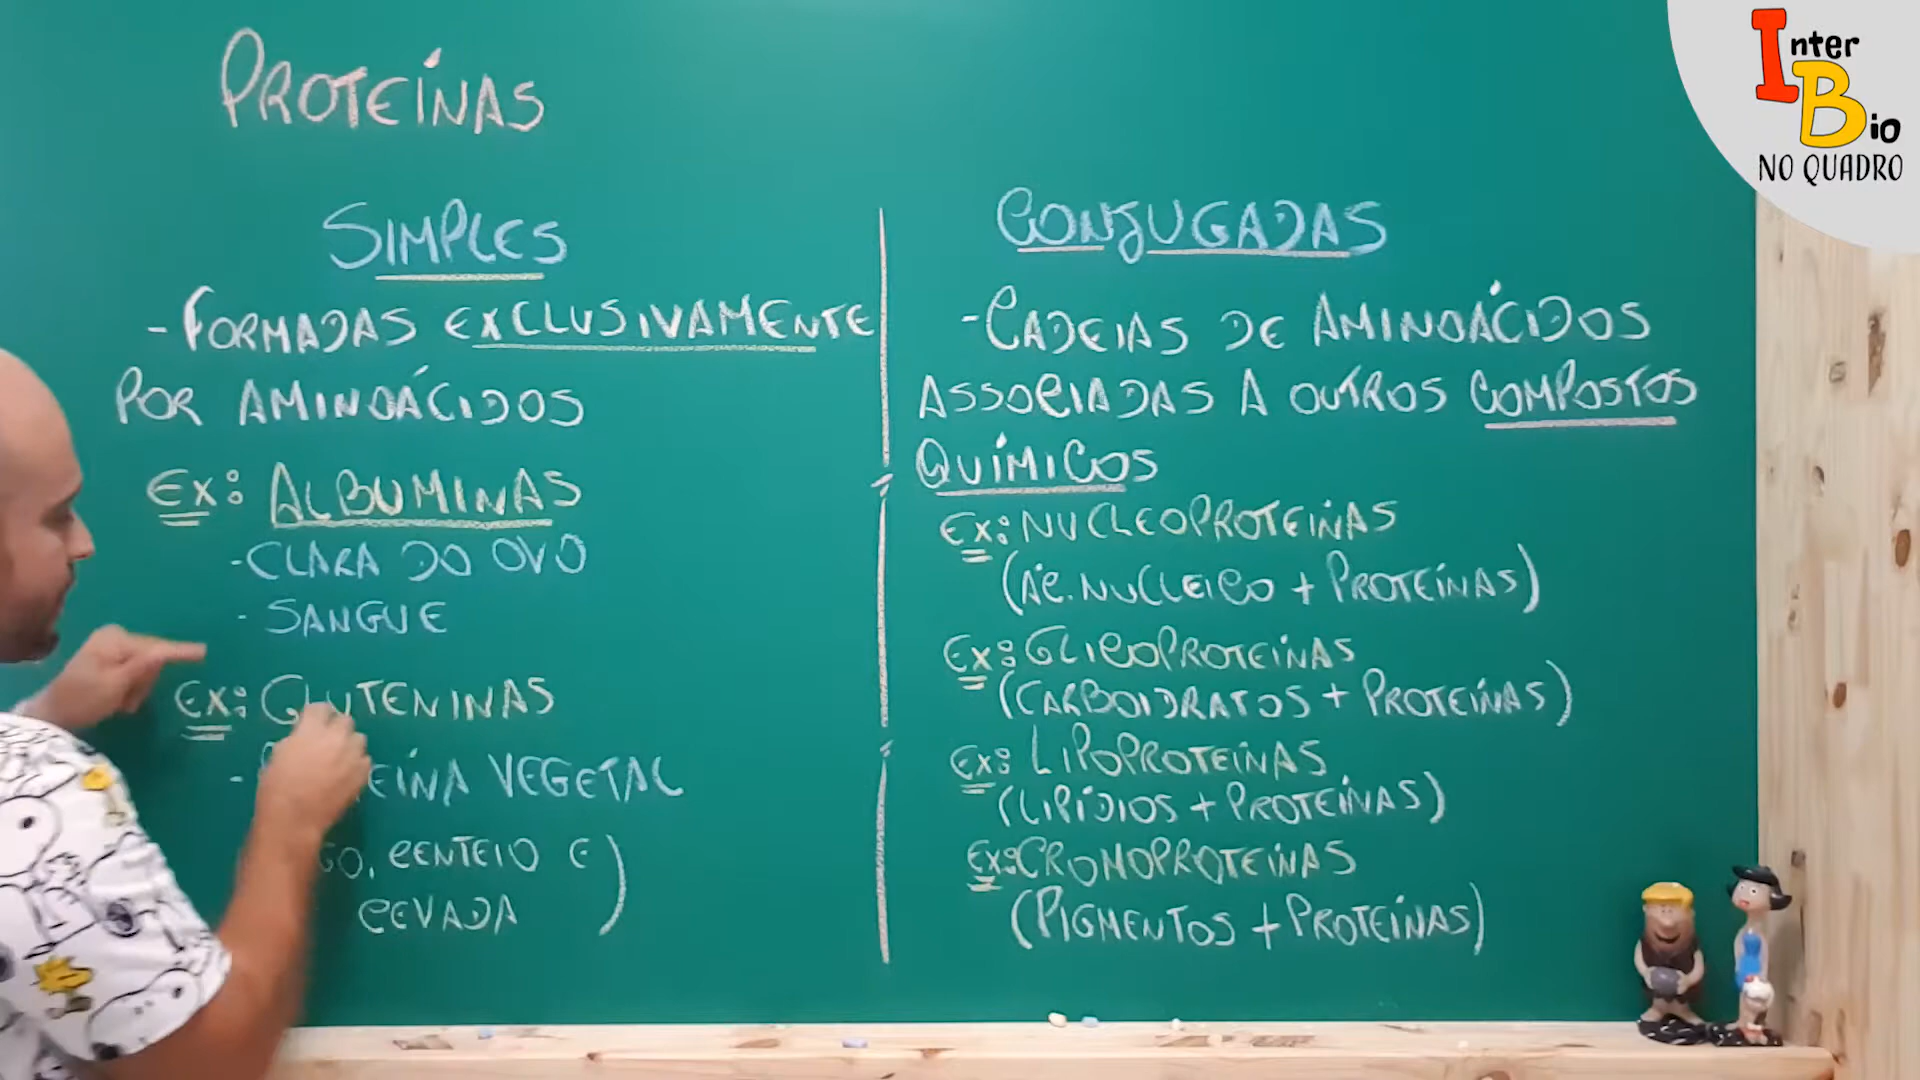 PROTEÍNAS
SIMPLES
- FORMADAS EXCLUSIVAMENTE
POR AMINOÁCIDOS
EX: ALBUMINAS
- CLARA DO OVO
- SANGUE
EX: GLUTENINAS
- VEGETAL
CENTEIO E
CEVADA)
CONJUGADAS
- CADEIAS DE AMINOÁCIDOS
ASSOCIADAS A OUTROS COMPOSTOS
QUÍMICOS
EX: NUCLEOPROTEÍNAS
(ÁC. NUCLEICO + PROTEÍNAS)
EX: GLICOPROTEÍNAS
(CARBOIDRATOS + PROTEÍNAS)
EX: LIPOPROTEÍNAS
(LIPÍDIOS + PROTEÍNAS)
EX: CROMOPROTEÍNAS
(PIGMENTOS + PROTEÍNAS)
Inter
Bio
NO QUADRO